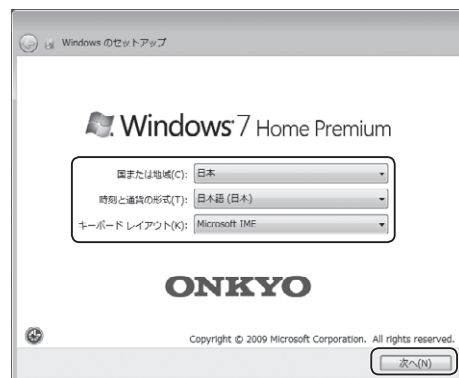 Windows のセットアップ
Windows 7 Home Premium
国または地域(C): 日本
時刻と通貨の形式(T): 日本語 (日本)
キーボード レイアウト(K): Microsoft IME
ONKYO
Copyright © 2009 Microsoft Corporation. All rights reserved.
次へ(N)